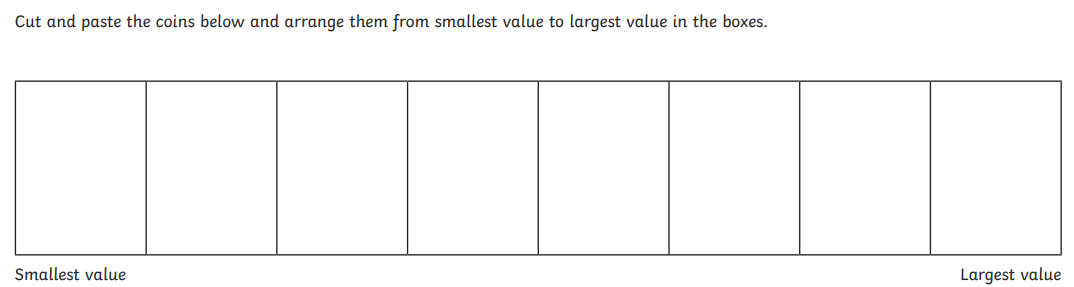 Cut and paste the coins below and arrange them from smallest value to largest value in the boxes.
Smallest value
Largest value